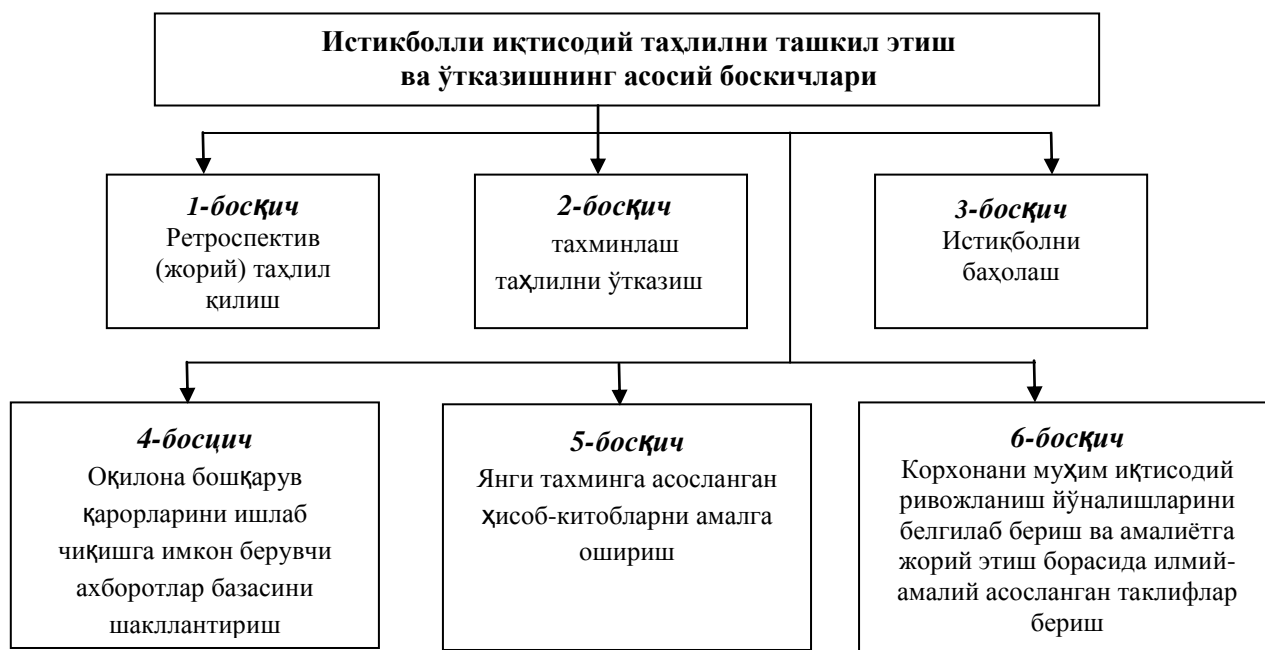 Истикболли иқтисодий таҳлилни ташкил этиш
ва ўтказишнинг асосий боскичлари
1-босқич
Ретроспектив
(жорий) таҳлил
қилиш
2-босқич
тахминлаш
таҳлилни ўтказиш
3-босқич
Истиқболни
баҳолаш
4-босцич
Оқилона бошқарув
қарорларини ишлаб
чиқишга имкон берувчи
ахборотлар базасини
шакллантириш
5-босқич
Янги тахминга асосланган
ҳисоб-китобларни амалга
ошириш
6-босқич
Корхонани муҳим иқтисодий
ривожланиш йўналишларини
белгилаб бериш ва амалиётга
жорий этиш борасида илмий-
амалий асосланган таклифлар
бериш